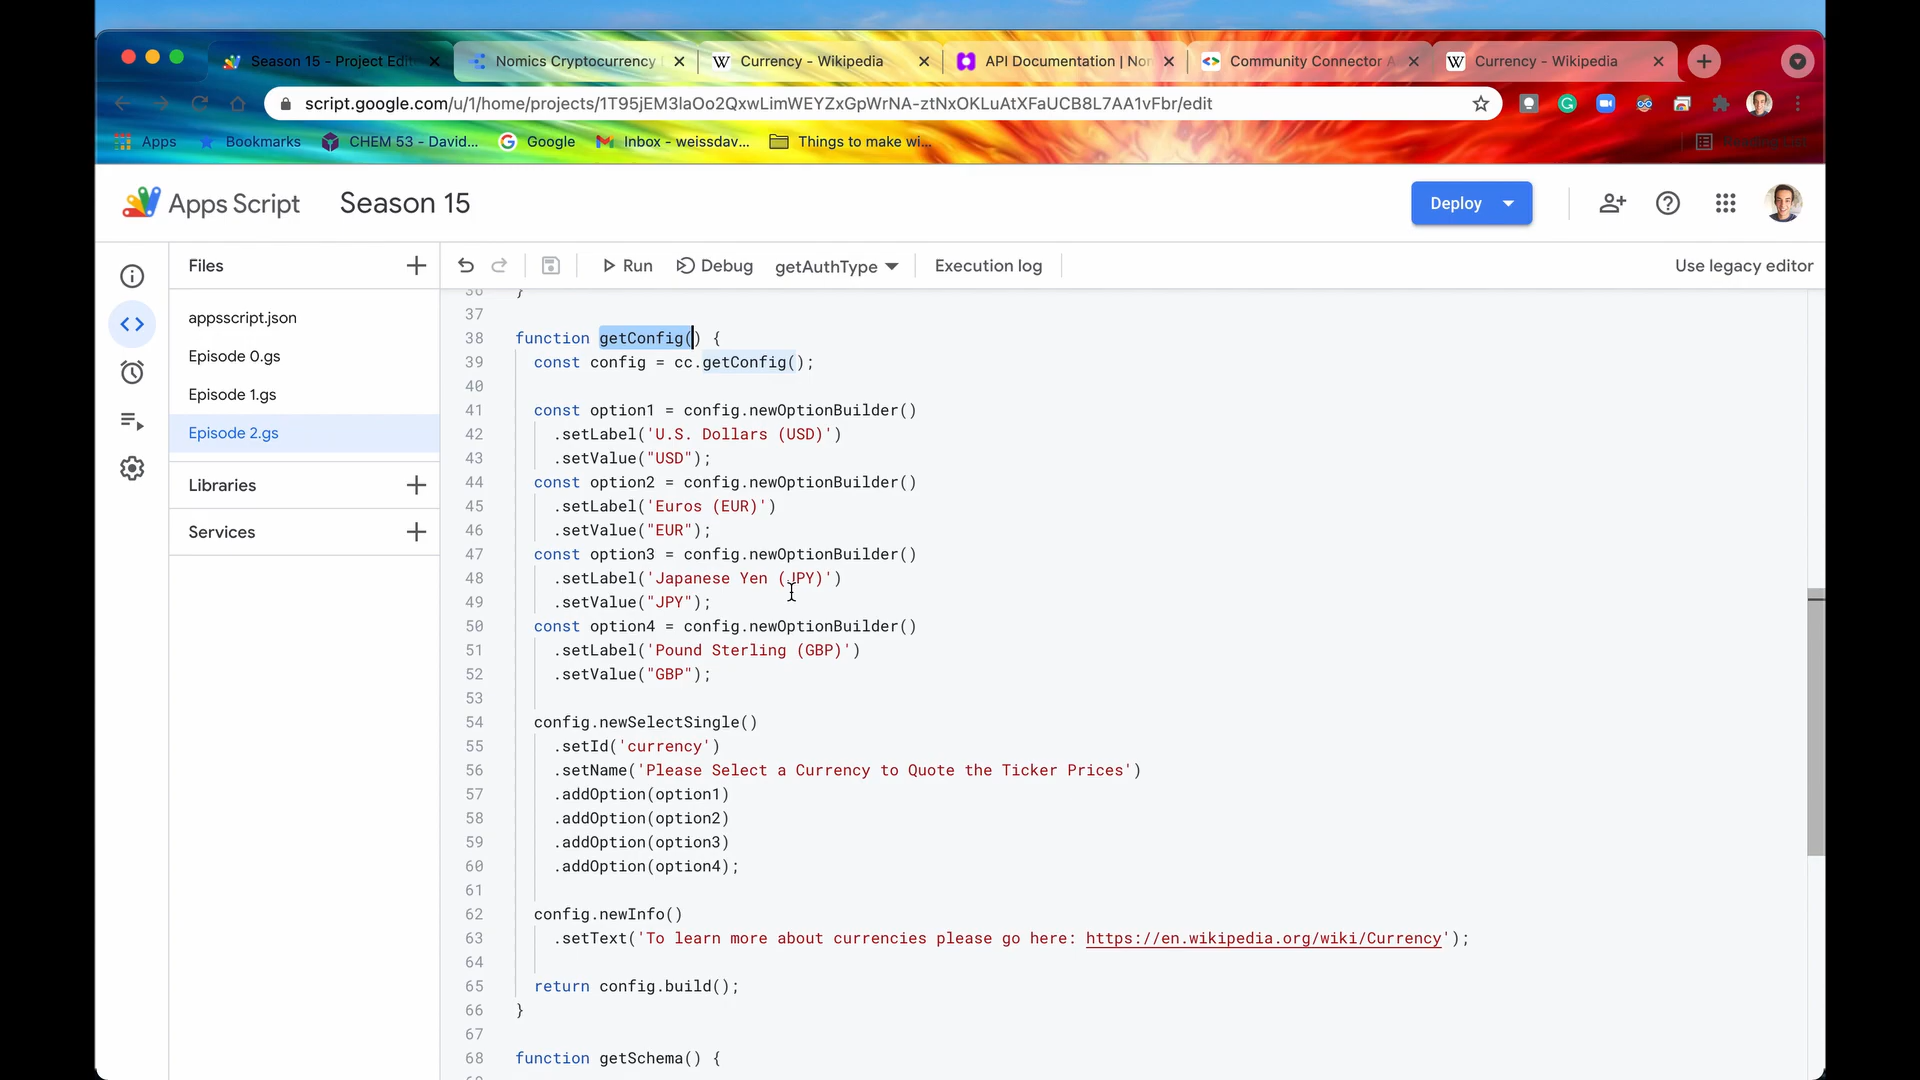 Season 15 - Project Edit
Nomics Cryptocurrency
Currency - Wikipedia
API Documentation | Nom
Community Connector A
Currency - Wikipedia
script.google.com/u/1/home/projects/1T95jEM3laOo2QxwLimWEYZxGpWrNA-ztNxOKLuAtXFaUCB8L7AA1vFbr/edit
Apps
Bookmarks
CHEM 53 - David...
Google
Inbox - weissdav...
Things to make wi...
Reading List
Apps Script
Season 15
Deploy
Files
Run
Debug
getAuthType
Execution log
Use legacy editor
appsscript.json
Episode 0.gs
Episode 1.gs
Episode 2.gs
Libraries
Services
36 }
37
38 function getConfig() {
39 const config = cc.getConfig();
40
41 const option1 = config.newOptionBuilder()
42 .setLabel('U.S. Dollars (USD)')
43 .setValue("USD");
44 const option2 = config.newOptionBuilder()
45 .setLabel('Euros (EUR)')
46 .setValue("EUR");
47 const option3 = config.newOptionBuilder()
48 .setLabel('Japanese Yen (JPY)')
49 .setValue("JPY");
50 const option4 = config.newOptionBuilder()
51 .setLabel('Pound Sterling (GBP)')
52 .setValue("GBP");
53
54 config.newSelectSingle()
55 .setId('currency')
56 .setName('Please Select a Currency to Quote the Ticker Prices')
57 .addOption(option1)
58 .addOption(option2)
59 .addOption(option3)
60 .addOption(option4);
61
62 config.newInfo()
63 .setText('To learn more about currencies please go here: https://en.wikipedia.org/wiki/Currency');
64
65 return config.build();
66 }
67
68 function getSchema() {